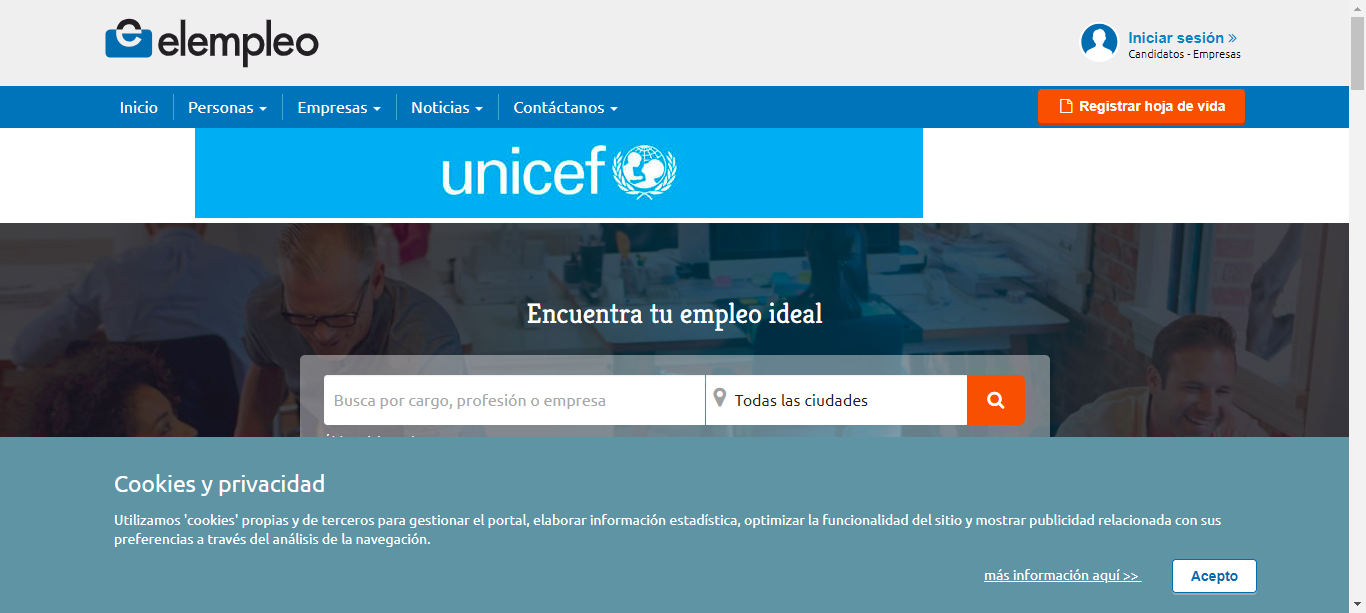 elempleo
Iniciar sesión »
Candidatos - Empresas
Inicio
Personas
Empresas
Noticias
Contáctanos
Registrar hoja de vida
unicef
Encuentra tu empleo ideal
Busca por cargo, profesión o empresa
Todas las ciudades
Cookies y privacidad
Utilizamos 'cookies' propias y de terceros para gestionar el portal, elaborar información estadística, optimizar la funcionalidad del sitio y mostrar publicidad relacionada con sus
preferencias a través del análisis de la navegación.
más información aquí >>
Acepto